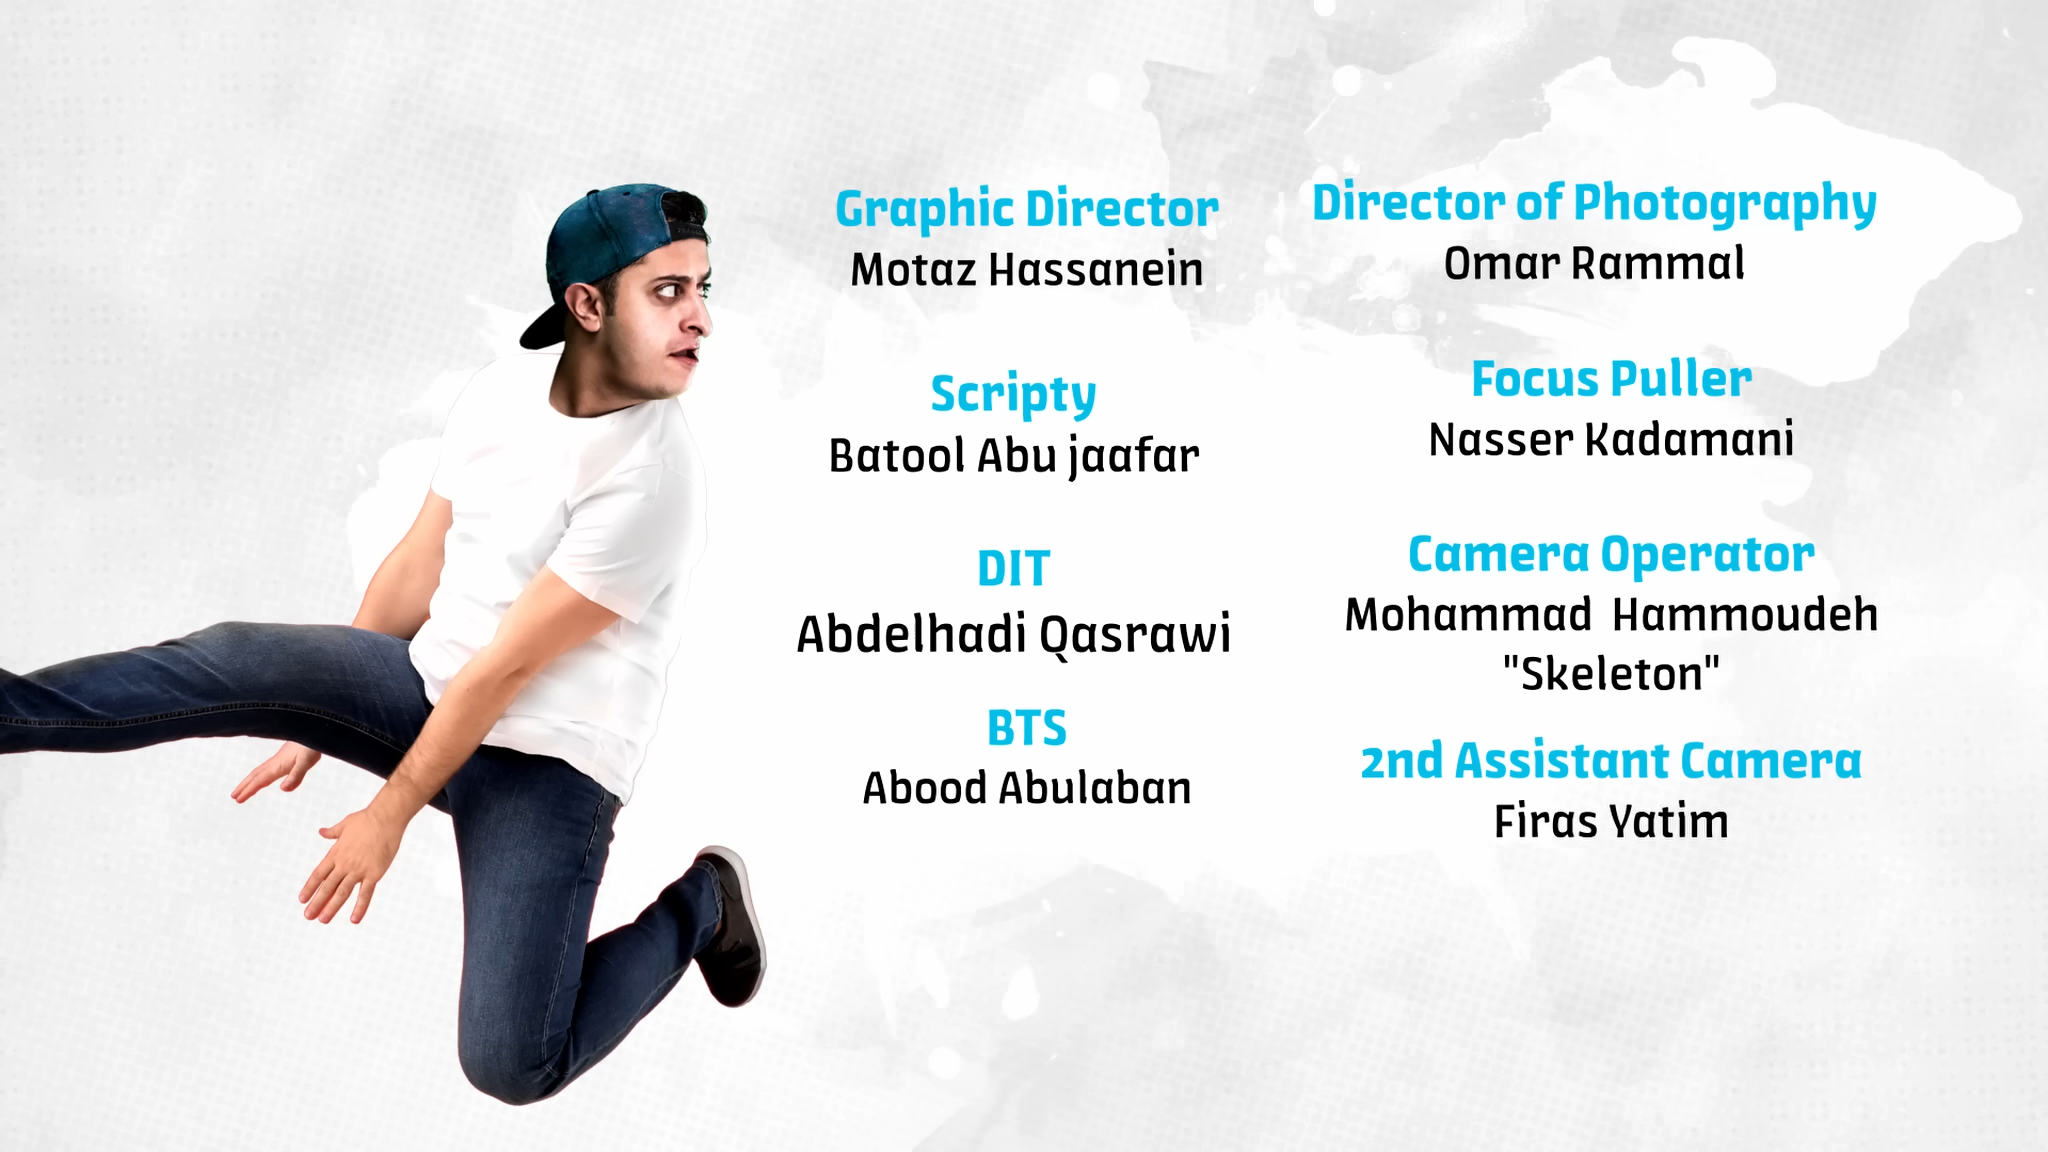 Graphic Director
Motaz Hassanein
Scripty
Batool Abu jaafar
DIT
Abdelhadi Qasrawi
BTS
Abood Abulaban
Director of Photography
Omar Rammal
Focus Puller
Nasser Kadamani
Camera Operator
Mohammad  Hammoudeh
"Skeleton"
2nd Assistant Camera
Firas Yatim